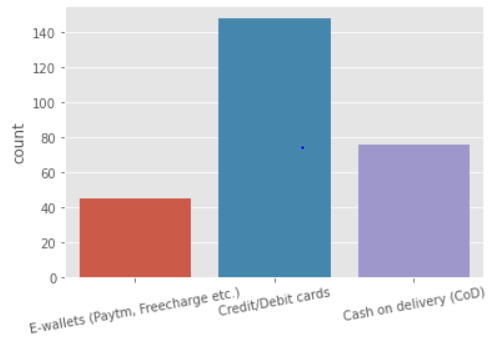 140
120
100
80
60
40
20
0
count
E-wallets (Paytm, Freecharge etc.)
Credit/Debit cards
Cash on delivery (CoD)